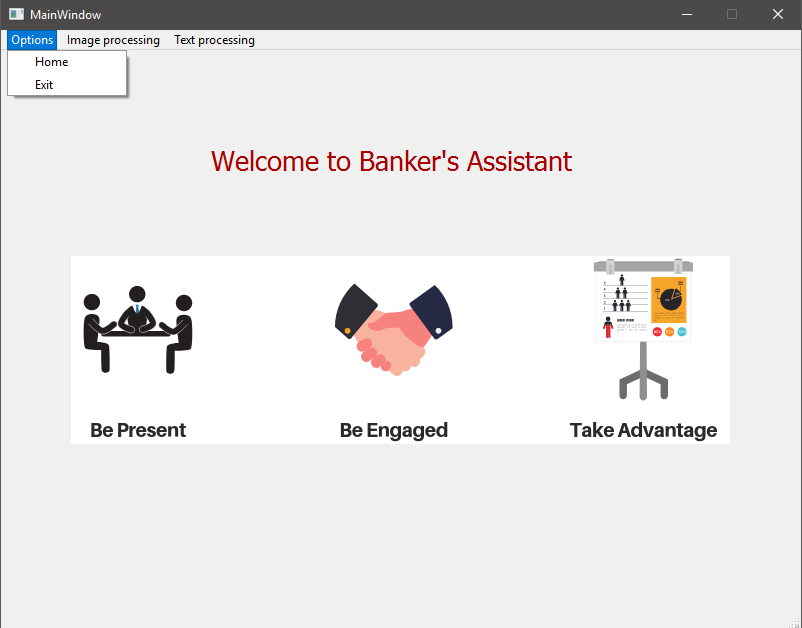 MainWindow
Options Image processing Text processing
Home
Exit
Welcome to Banker's Assistant
Be Present Be Engaged Take Advantage